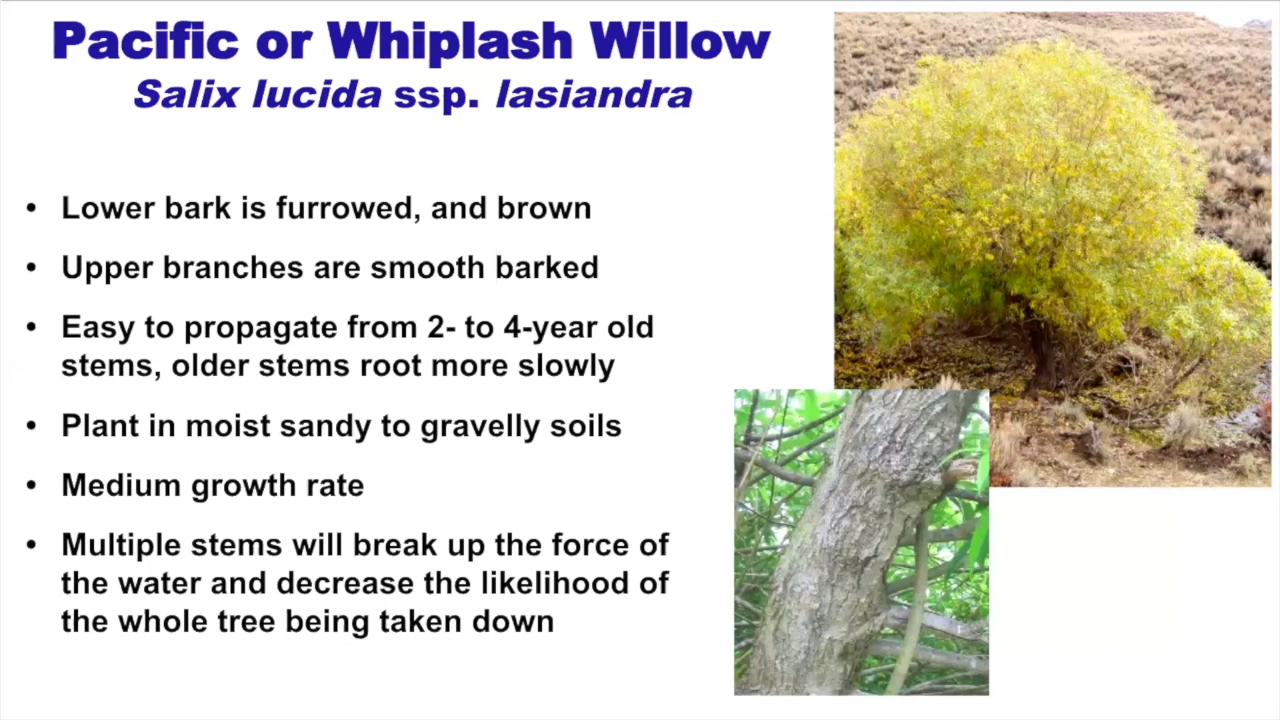 Pacific or Whiplash Willow
Salix lucida ssp. lasiandra
• Lower bark is furrowed, and brown
• Upper branches are smooth barked
• Easy to propagate from 2- to 4-year old
stems, older stems root more slowly
• Plant in moist sandy to gravelly soils
• Medium growth rate
• Multiple stems will break up the force of
the water and decrease the likelihood of
the whole tree being taken down